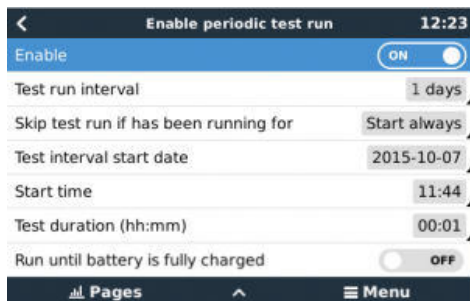 Enable periodic test run 12:23
Enable ON
Test run interval 1 days
Skip test run if has been running for Start always
Test interval start date 2015-10-07
Start time 11:44
Test duration (hh:mm) 00:01
Run until battery is fully charged OFF
Pages Menu